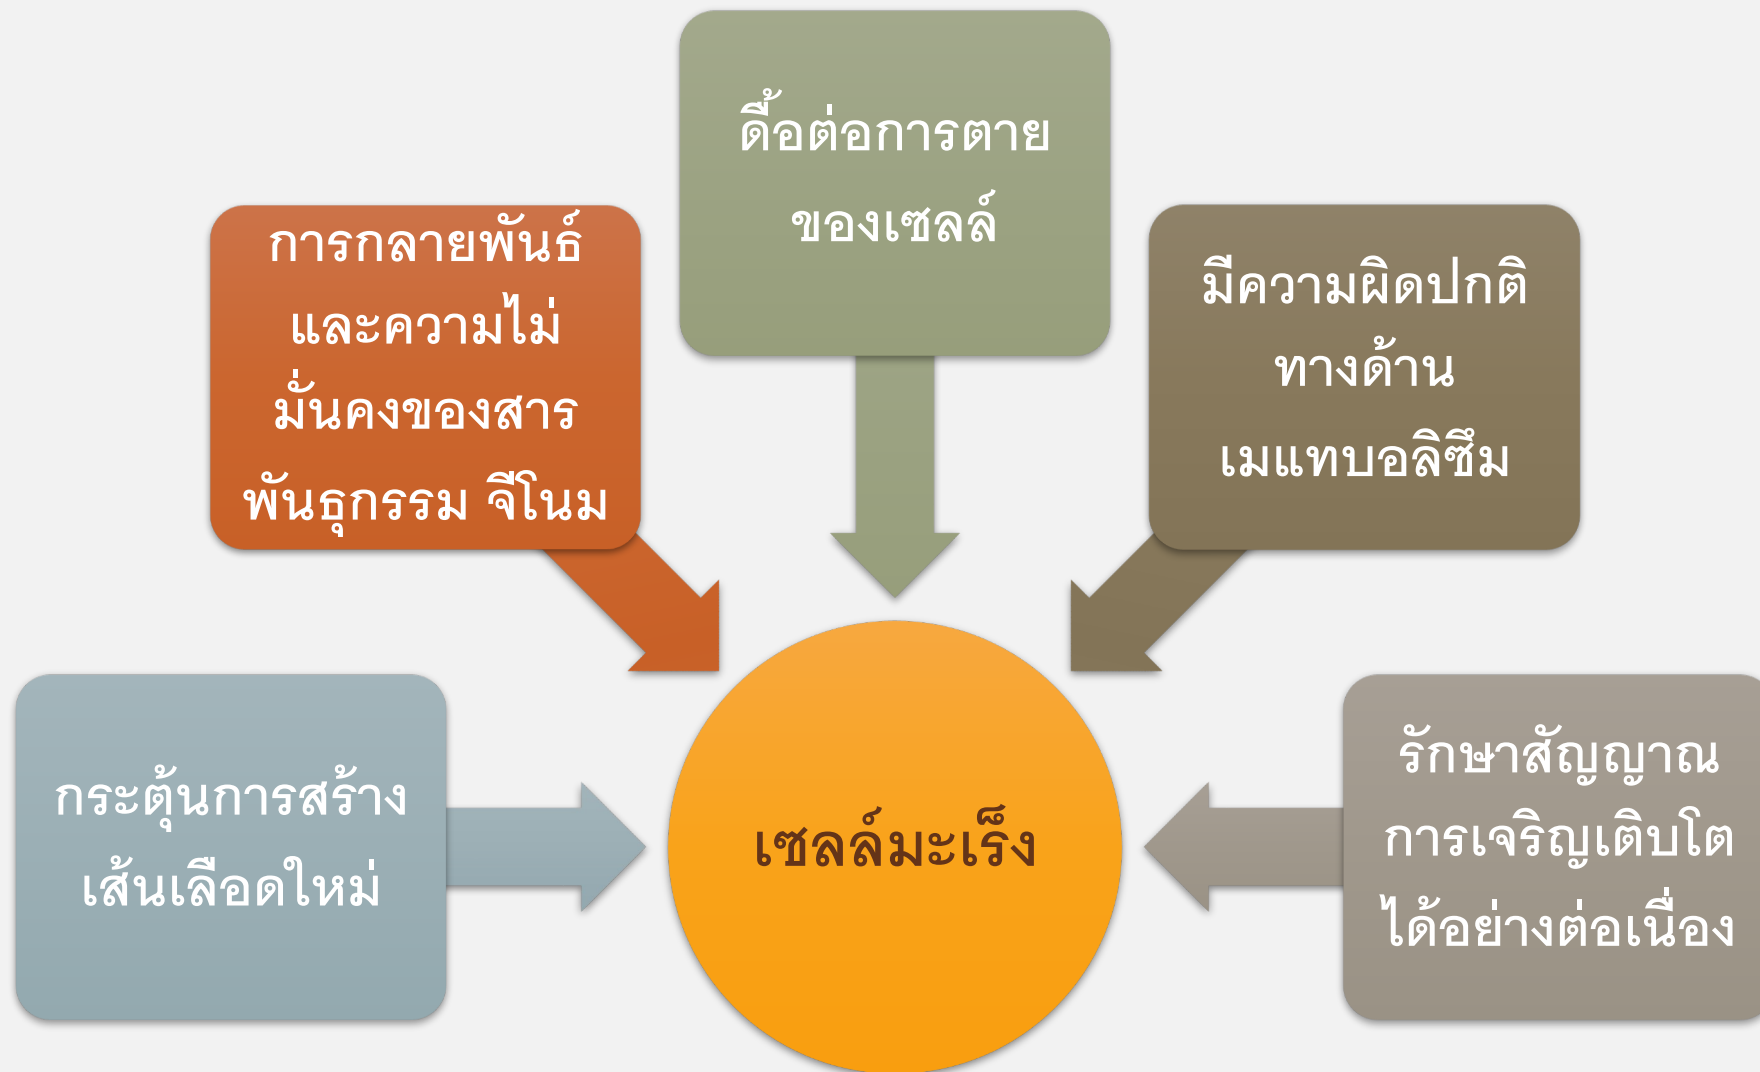 ดื้อต่อการตาย
ของเซลล์
การกลายพันธ์
และความไม่
มั่นคงของสาร
พันธุกรรม จีโนม
มีความผิดปกติ
ทางด้าน
เมแทบอลิซึม
กระตุ้นการสร้าง
เส้นเลือดใหม่
เซลล์มะเร็ง
รักษาสัญญาณ
การเจริญเติบโต
ได้อย่างต่อเนื่อง